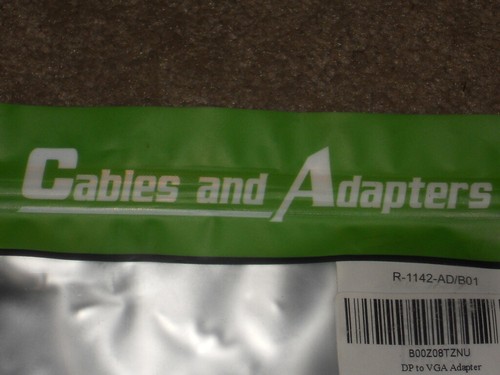 Cables and Adapters
R-1142-AD/B01
B00Z08TZNU
DP to VGA Adapter